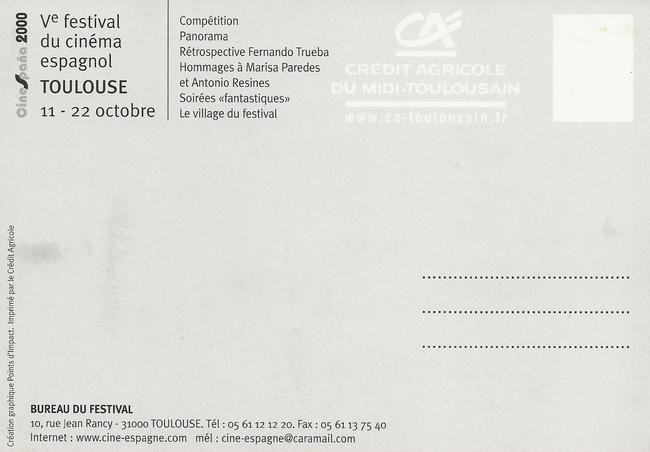 CineSpaña 2000
Ve festival
du cinéma
espagnol
TOULOUSE
11 - 22 octobre
Compétition
Panorama
Rétrospective Fernando Trueba
Hommages à Marisa Paredes
et Antonio Resines
Soirées «fantastiques»
Le village du festival
CA
CRÉDIT AGRICOLE
DU MIDI-TOULOUSAIN
www.ca-toulousain.fr
Création graphique Points d'Impact. Imprimé par le Crédit Agricole
BUREAU DU FESTIVAL
10, rue Jean Rancy - 31000 TOULOUSE. Tél : 05 61 12 12 20. Fax : 05 61 13 75 40
Internet : www.cine-espagne.com mél : cine-espagne@caramail.com